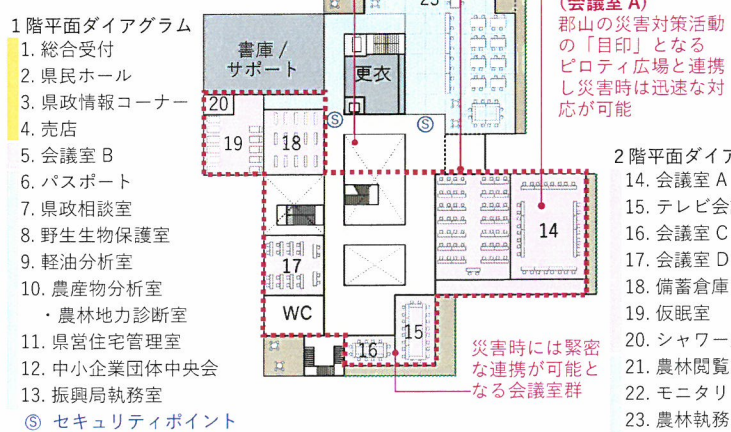 1階平面ダイアグラム
1. 総合受付
2. 県民ホール
3. 県政情報コーナー
4. 売店
5. 会議室 B
6. パスポート
7. 県政相談室
8. 野生生物保護室
9. 軽油分析室
10. 農産物分析室
・農林地力診断室
11. 県営住宅管理室
12. 中小企業団体中央会
13. 振興局執務室
Ⓢ セキュリティポイント
書庫 /
サポート
更衣
20
19
18
Ⓢ
Ⓢ
17
WC
16
15
14
(会議室 A)
郡山の災害対策活動
の「目印」となる
ピロティ広場と連携
し災害時は迅速な対
応が可能
災害時には緊密
な連携が可能と
なる会議室群
2階平面ダイア
14. 会議室 A
15. テレビ会
16. 会議室 C
17. 会議室 D
18. 備蓄倉庫
19. 仮眠室
20. シャワー
21. 農林閲覧
22. モニタリ
23. 農林執務